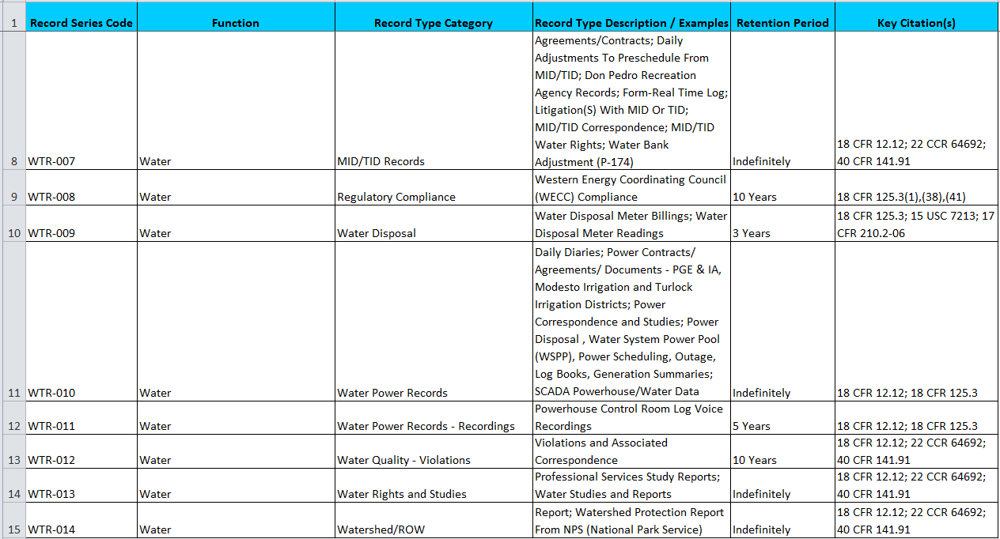 1 Record Series Code Function Record Type Category Record Type Description / Examples Retention Period Key Citation(s)
Agreements/Contracts; Daily
Adjustments To Preschedule From
MID/TID; Don Pedro Recreation
Agency Records; Form-Real Time Log;
Litigation(S) With MID Or TID;
MID/TID Correspondence; MID/TID
Water Rights; Water Bank 18 CFR 12.12; 22 CCR 64692;
8 WTR-007 Water MID/TID Records Adjustment (P-174) Indefinitely 40 CFR 141.91
Western Energy Coordinating Council
9 WTR-008 Water Regulatory Compliance (WECC) Compliance 10 Years 18 CFR 125.3(1),(38),(41)
Water Disposal Meter Billings; Water 18 CFR 125.3; 15 USC 7213; 17
10 WTR-009 Water Water Disposal Disposal Meter Readings 3 Years CFR 210.2-06
Daily Diaries; Power Contracts/
Agreements/ Documents - PGE & IA,
Modesto Irrigation and Turlock
Irrigation Districts; Power
Correspondence and Studies; Power
Disposal , Water System Power Pool
(WSPP), Power Scheduling, Outage,
Log Books, Generation Summaries;
11 WTR-010 Water Water Power Records SCADA Powerhouse/Water Data Indefinitely 18 CFR 12.12; 18 CFR 125.3
Powerhouse Control Room Log Voice
12 WTR-011 Water Water Power Records - Recordings Recordings 5 Years 18 CFR 12.12; 18 CFR 125.3
Violations and Associated 18 CFR 12.12; 22 CCR 64692;
13 WTR-012 Water Water Quality - Violations Correspondence 10 Years 40 CFR 141.91
Professional Services Study Reports; 18 CFR 12.12; 22 CCR 64692;
14 WTR-013 Water Water Rights and Studies Water Studies and Reports Indefinitely 40 CFR 141.91
Report; Watershed Protection Report 18 CFR 12.12; 22 CCR 64692;
15 WTR-014 Water Watershed/ROW From NPS (National Park Service) Indefinitely 40 CFR 141.91